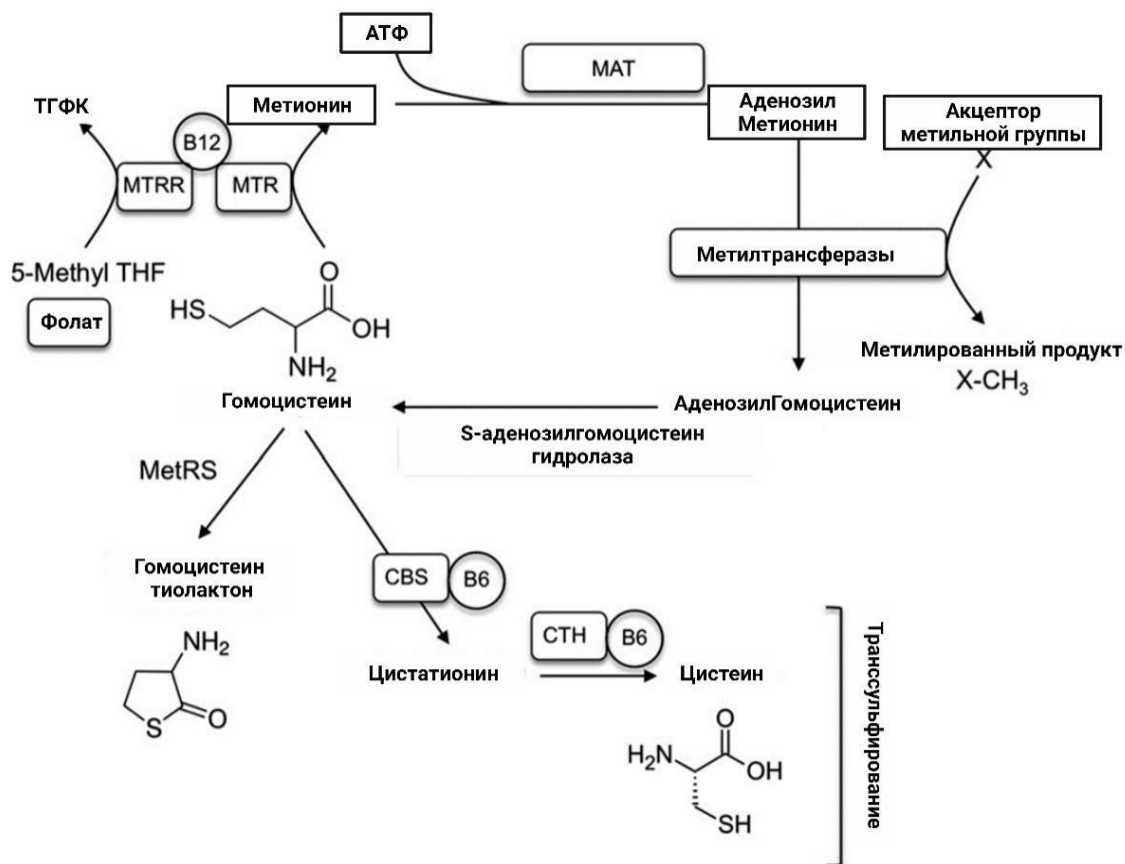 АТФ
MAT
ТГФК
Метионин
B12
MTRR
MTR
Аденозил
Метионин
Акцептор
метильной группы
X
5-Methyl THF
Фолат
Метилтрансферазы
O
HS
OH
NH2
Метилированный продукт
X-CH3
Гомоцистеин
АденозилГомоцистеин
S-аденозилгомоцистеин
гидролаза
MetRS
Гомоцистеин
тиолактон
CBS
B6
CTH
B6
NH2
S
O
Цистатионин
Цистеин
O
H2N
OH
SH
Транссульфирование